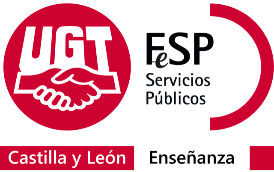 UGT
FeSP
Servicios
Públicos
Castilla y León
Enseñanza